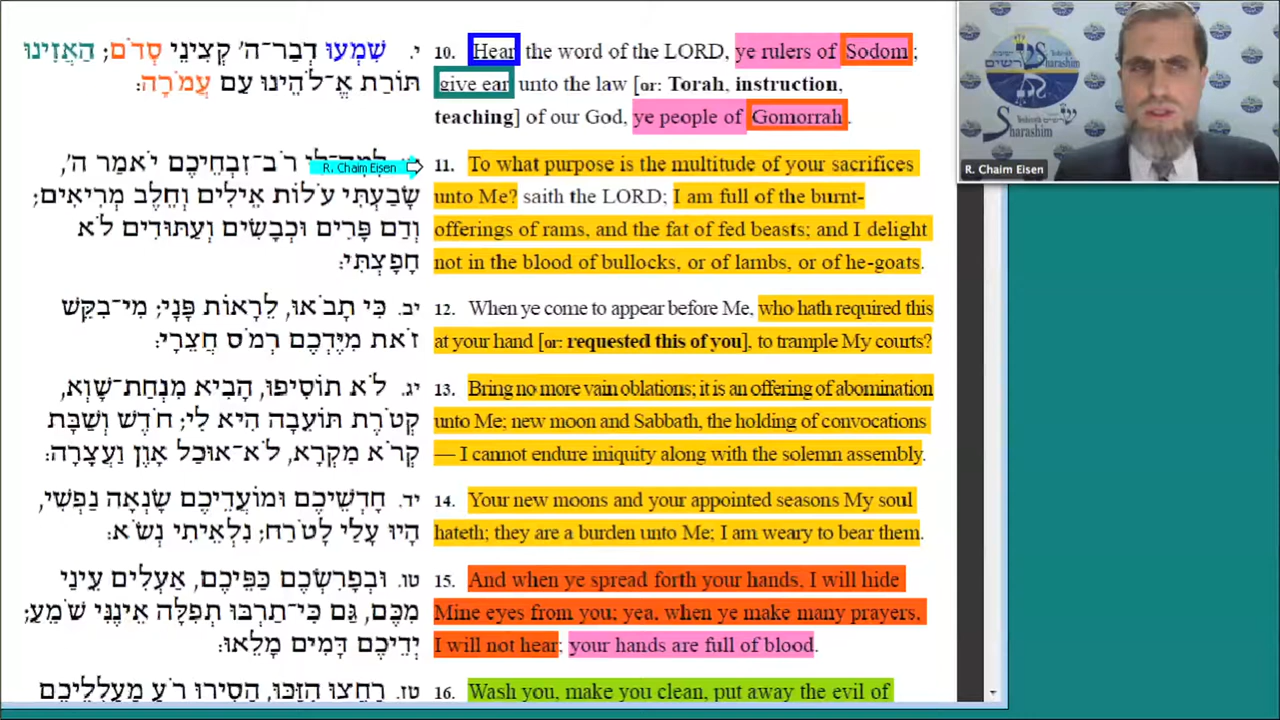 י. שִׁמְעוּ דְבַר־ה׳ קְצִינֵי סְדֹם; הַאֲזִינוּ
תּוֹרַת אֱ־לֹהֵינוּ עַם עֲמֹרָה:
10. Hear the word of the LORD, ye rulers of Sodom;
give ear unto the law [or: Torah, instruction,
teaching] of our God, ye people of Gomorrah.
רֹב־זִבְחֵיכֶם יֹאמַר ה׳,
שָׂבַעְתִּי עֹלוֹת אֵילִים וְחֵלֶב מְרִיאִים;
וְדַם פָּרִים וּכְבָשִׂים וְעַתּוּדִים לֹא
חָפָצְתִּי:
R. Chaim Eisen
11. To what purpose is the multitude of your sacrifices
unto Me? saith the LORD; I am full of the burnt-
offerings of rams, and the fat of fed beasts; and I delight
not in the blood of bullocks, or of lambs, or of he-goats.
יב. כִּי תָבֹאוּ, לֵרָאוֹת פָּנָי; מִי־בִקֵּשׁ
זֹאת מִיֶּדְכֶם רְמֹס חֲצֵרָי:
12. When ye come to appear before Me, who hath required this
at your hand [or: requested this of you], to trample My courts?
יג. לֹא תוֹסִיפוּ, הָבִיא מִנְחַת־שָׁוְא,
קְטֹרֶת תּוֹעֵבָה הִיא לִי; חֹדֶשׁ וְשַׁבָּת
קְרֹא מִקְרָא, לֹא־אוּכַל אָוֶן וַעֲצָרָה:
13. Bring no more vain oblations; it is an offering of abomination
unto Me; new moon and Sabbath, the holding of convocations
— I cannot endure iniquity along with the solemn assembly.
יד. חָדְשֵׁיכֶם וּמוֹעֲדֵיכֶם שָׂנְאָה נַפְשִׁי,
הָיוּ עָלַי לָטֹרַח; נִלְאֵיתִי נְשֹׂא:
14. Your new moons and your appointed seasons My soul
hateth; they are a burden unto Me; I am weary to bear them.
טו. וּבְפָרִשְׂכֶם כַּפֵּיכֶם, אַעְלִים עֵינַי
מִכֶּם, גַּם כִּי־תַרְבּוּ תְפִלָּה אֵינֶנִּי שֹׁמֵעַ;
יְדֵיכֶם דָּמִים מָלֵאוּ:
15. And when ye spread forth your hands, I will hide
Mine eyes from you; yea, when ye make many prayers,
I will not hear; your hands are full of blood.
טז. רַחֲצוּ הִזַּכּוּ, הָסִירוּ רֹעַ מַעַלְלֵיכֶם
16. Wash you, make you clean, put away the evil of
Yeshivath
Sharashim
R. Chaim Eisen